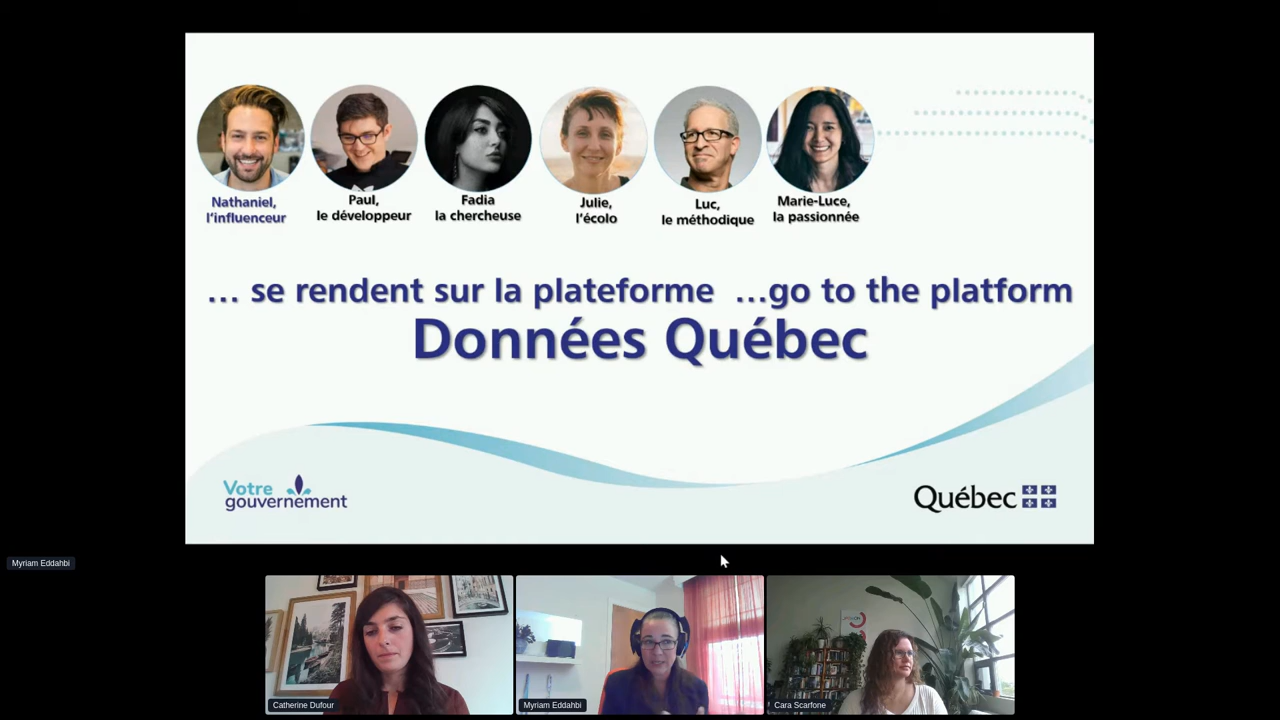 Nathaniel,
l'influenceur
Paul,
le développeur
Fadia
la chercheuse
Julie,
l'écolo
Luc,
le méthodique
Marie-Luce,
la passionnée
... se rendent sur la plateforme ...go to the platform
Données Québec
Votre
gouvernement
Québec
Myriam Eddahbi
Catherine Dufour
Myriam Eddahbi
Cara Scarfone